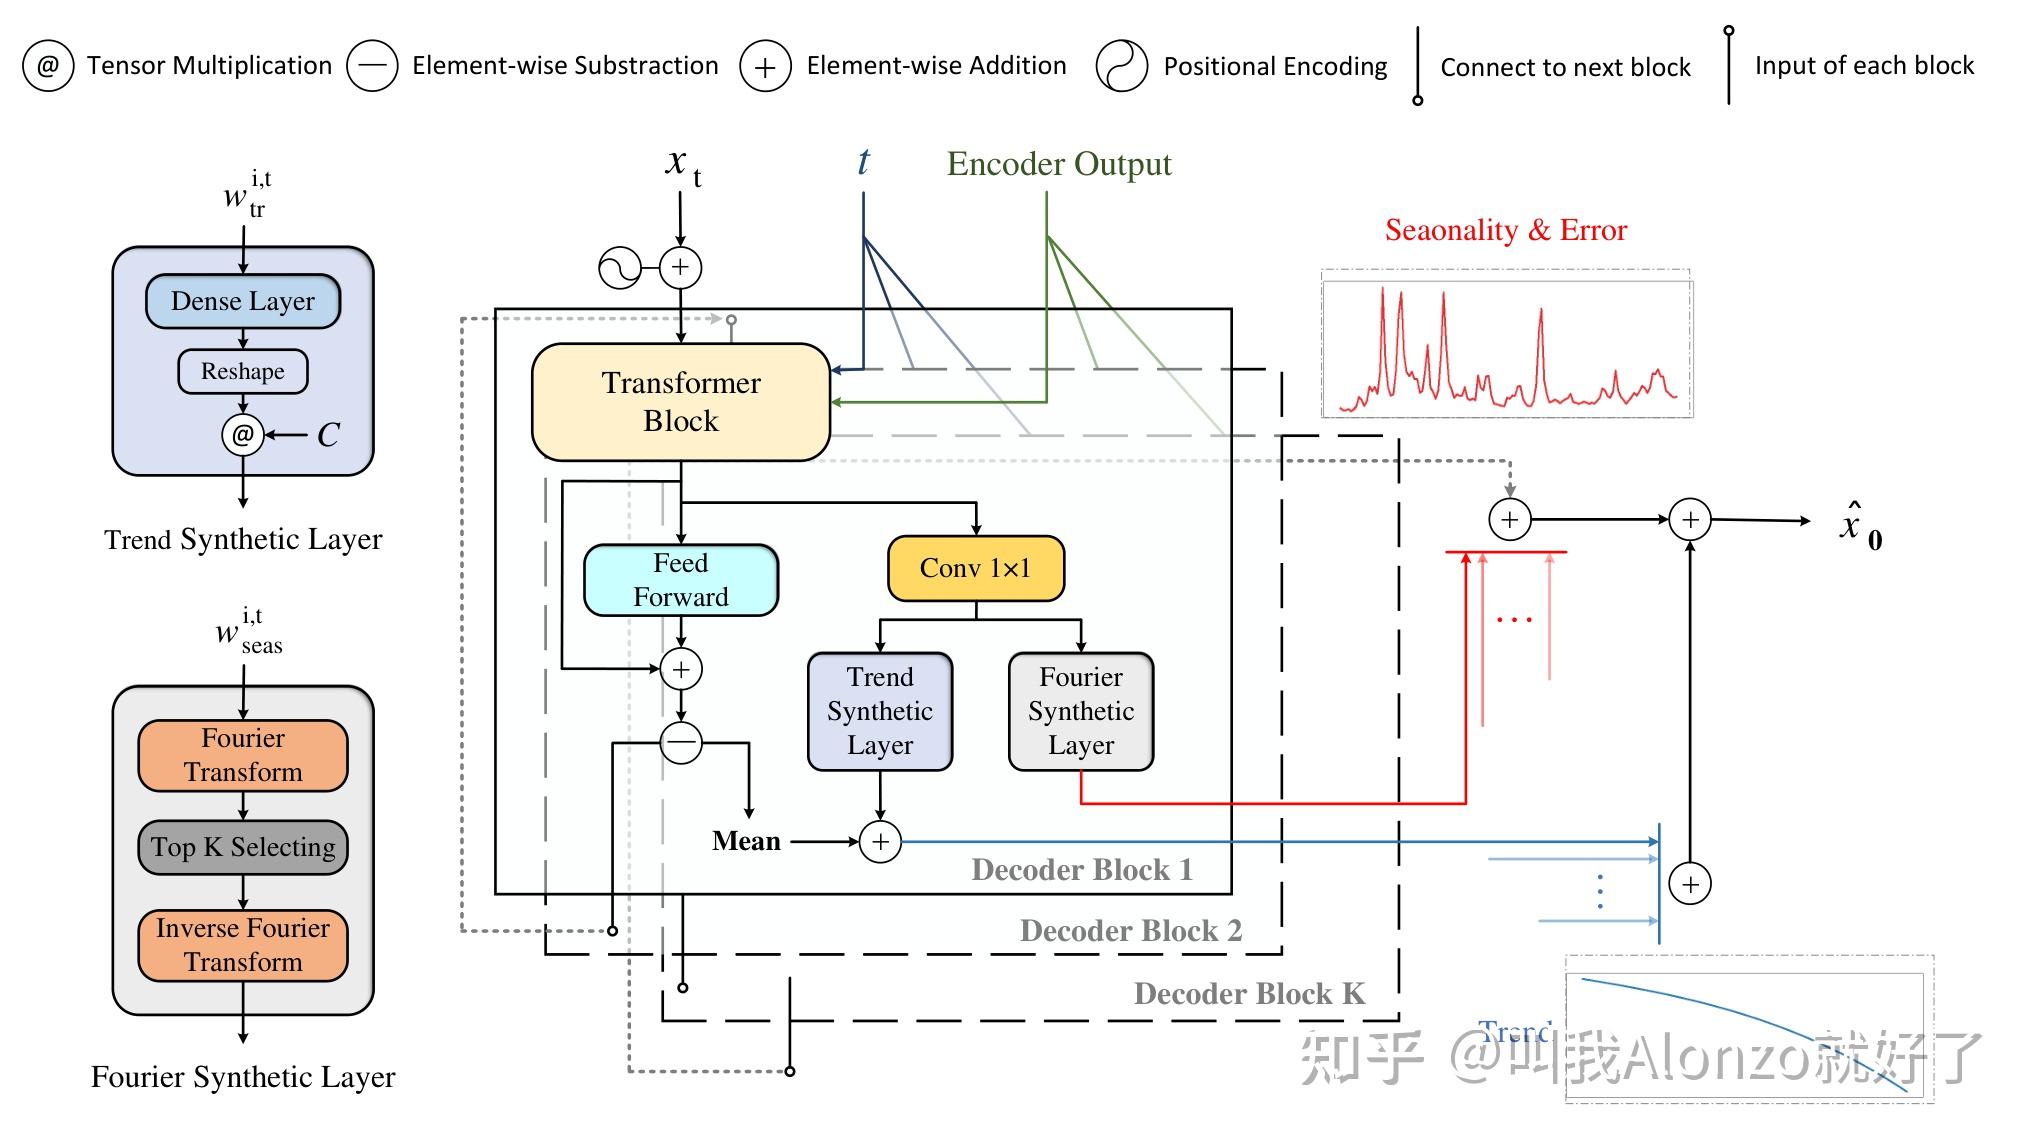 @ Tensor Multiplication
Element-wise Substraction
Element-wise Addition
Positional Encoding
Connect to next block
Input of each block
w i,t tr
Dense Layer
Reshape
@
C
Trend Synthetic Layer
w i,t seas
Fourier
Transform
Top K Selecting
Inverse Fourier
Transform
Fourier Synthetic Layer
x t
t
Encoder Output
Transformer
Block
Feed
Forward
Conv 1×1
Trend
Synthetic
Layer
Fourier
Synthetic
Layer
Mean
Decoder Block 1
Decoder Block 2
Decoder Block K
Seaonality & Error
...
x̂ 0
Trend
知乎 @叫我Alonzo就好了